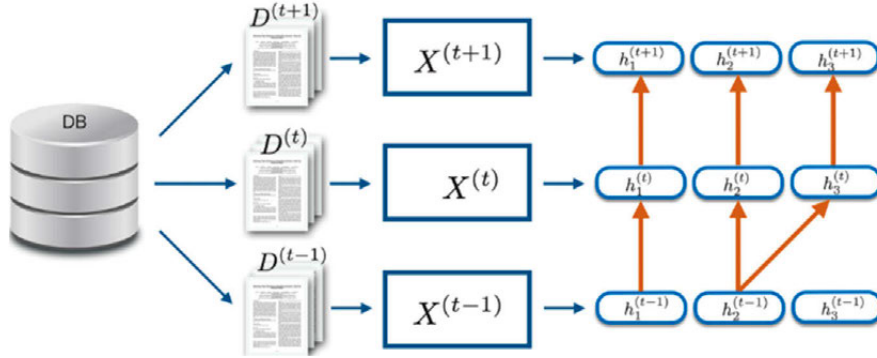 D^{(t+1)}
X^{(t+1)}
h_1^{(t+1)} h_2^{(t+1)} h_3^{(t+1)}
DB
D^{(t)}
X^{(t)}
h_1^{(t)} h_2^{(t)} h_3^{(t)}
D^{(t-1)}
X^{(t-1)}
h_1^{(t-1)} h_2^{(t-1)} h_3^{(t-1)}